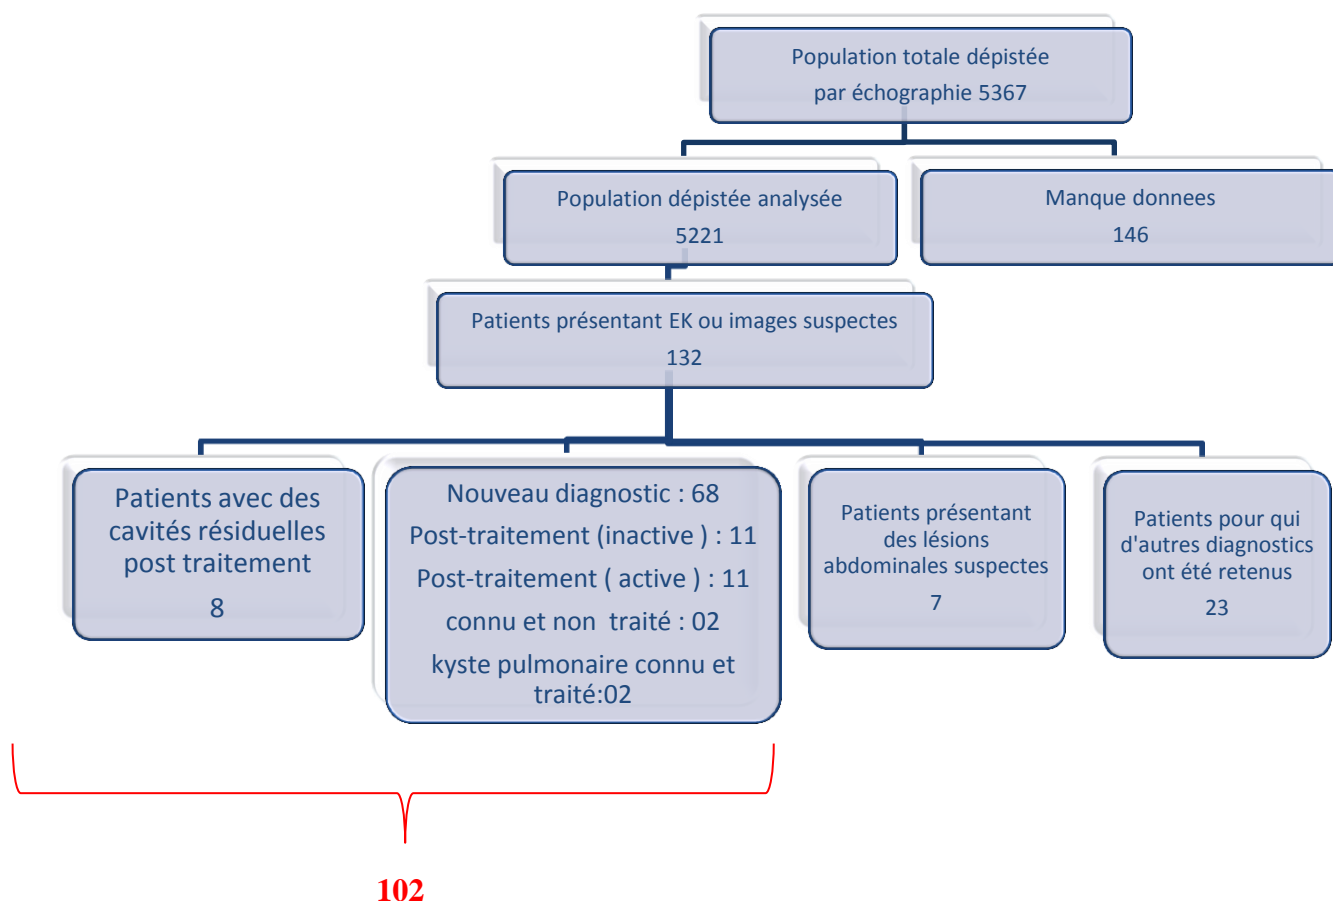 Population totale dépistée
par échographie 5367
Population dépistée analysée
5221
Manque donnees
146
Patients présentant EK ou images suspectes
132
Patients avec des
cavités résiduelles
post traitement
8
Nouveau diagnostic : 68
Post-traitement (inactive ) : 11
Post-traitement ( active ) : 11
connu et non  traité : 02
kyste pulmonaire connu et
traité:02
Patients présentant
des lésions
abdominales suspectes
7
Patients pour qui
d'autres diagnostics
ont été retenus
23
102